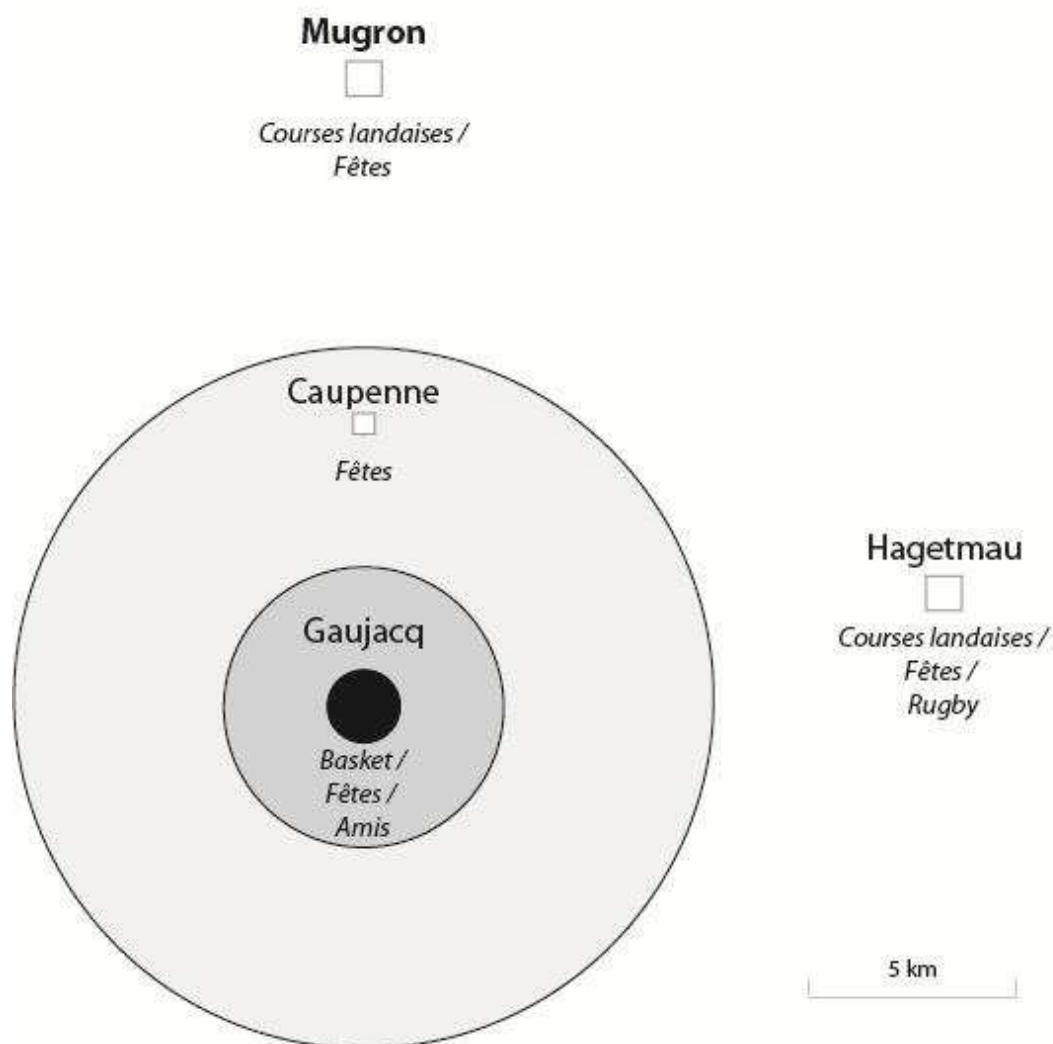 Mugron
Courses landaises /
Fêtes
Caupenne
Fêtes
Hagetmau
Courses landaises /
Fêtes /
Rugby
Gaujacq
Basket /
Fêtes /
Amis
5 km